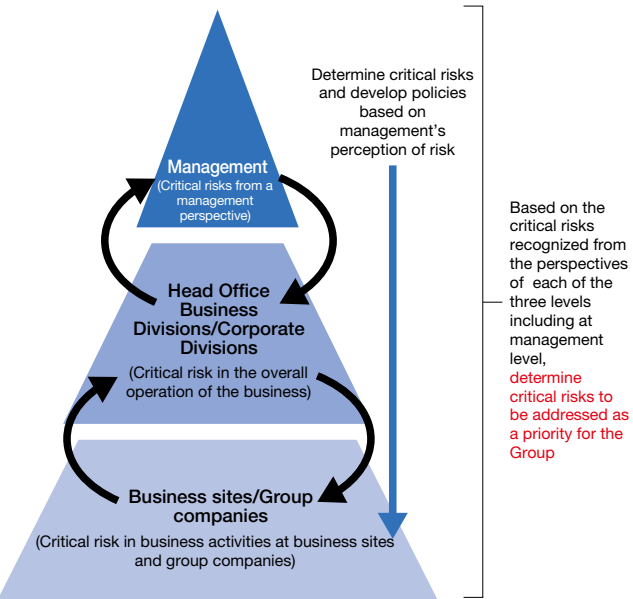 Determine critical risks
and develop policies
based on
management's
perception of risk
Management
(Critical risks from a
management
perspective)
Head Office
Business
Divisions/Corporate
Divisions
(Critical risk in the overall
operation of the business)
Business sites/Group
companies
(Critical risk in business activities at business sites
and group companies)
Based on the
critical risks
recognized from
the perspectives
of each of the
three levels
including at
management
level,
determine
critical risks to
be addressed as
a priority for the
Group